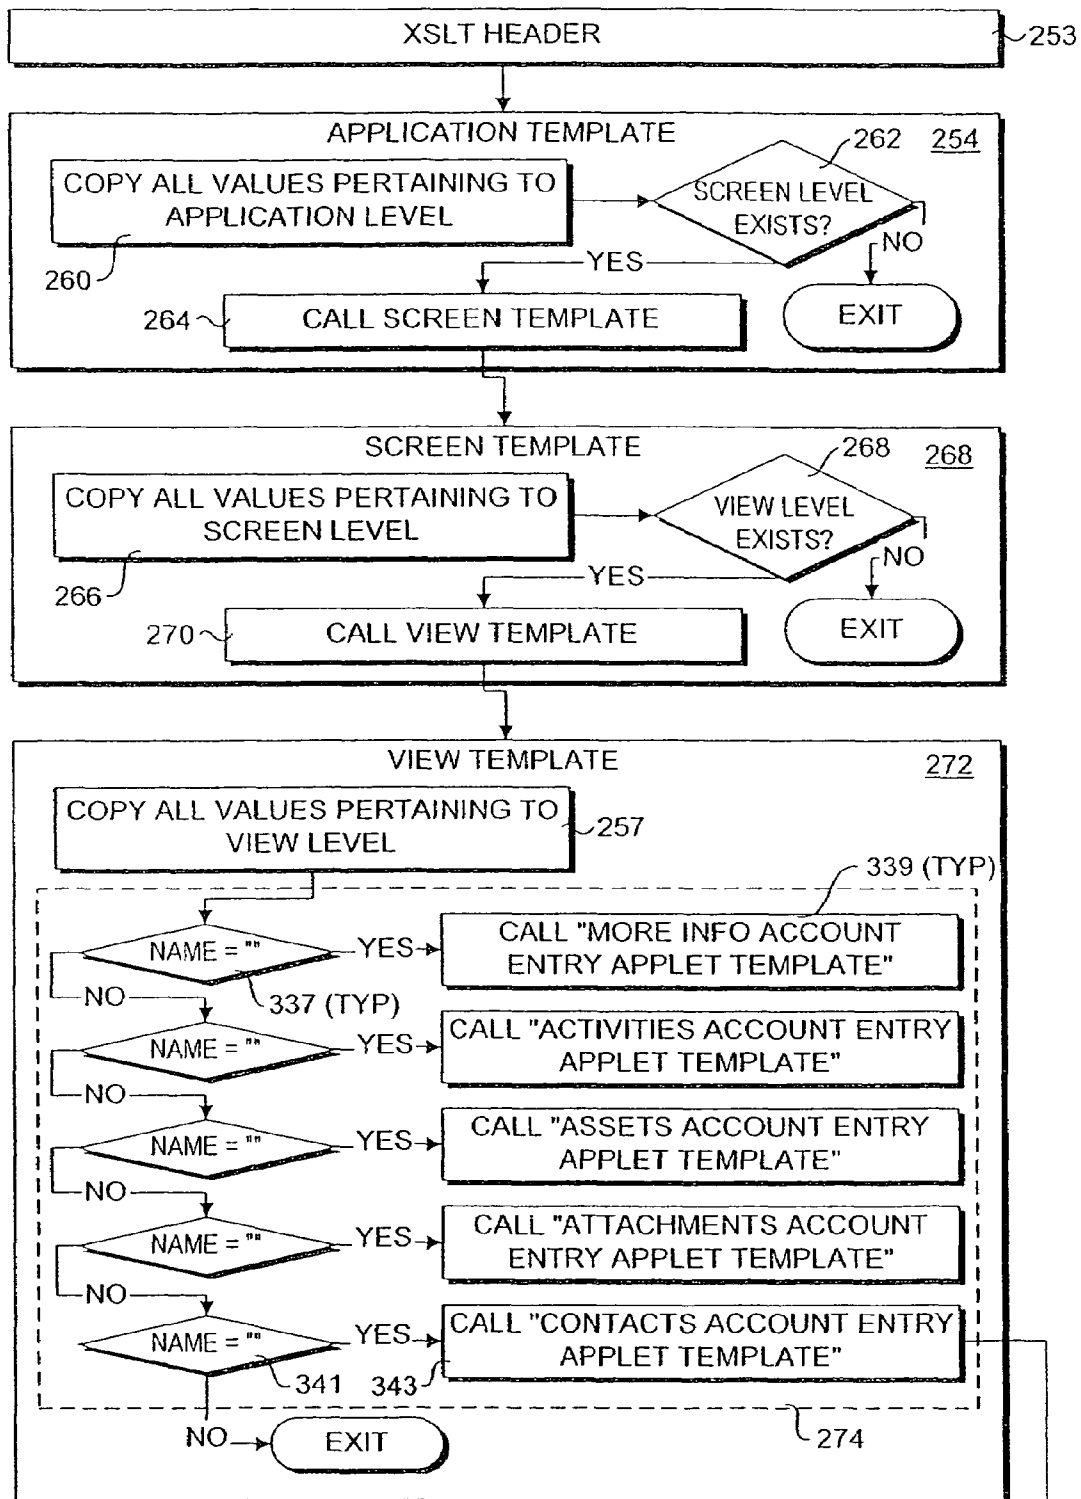 XSLT HEADER
253
APPLICATION TEMPLATE
262
254
COPY ALL VALUES PERTAINING TO
APPLICATION LEVEL
SCREEN LEVEL
EXISTS?
NO
YES
260
264
CALL SCREEN TEMPLATE
EXIT
SCREEN TEMPLATE
268
268
COPY ALL VALUES PERTAINING TO
SCREEN LEVEL
VIEW LEVEL
EXISTS?
NO
YES
266
270
CALL VIEW TEMPLATE
EXIT
VIEW TEMPLATE
272
COPY ALL VALUES PERTAINING TO
VIEW LEVEL
257
339 (TYP)
NAME = ""
YES
CALL "MORE INFO ACCOUNT
ENTRY APPLET TEMPLATE"
NO
337 (TYP)
NAME = ""
YES
CALL "ACTIVITIES ACCOUNT ENTRY
APPLET TEMPLATE"
NO
NAME = ""
YES
CALL "ASSETS ACCOUNT ENTRY
APPLET TEMPLATE"
NO
NAME = ""
YES
CALL "ATTACHMENTS ACCOUNT
ENTRY APPLET TEMPLATE"
NO
NAME = ""
YES
CALL "CONTACTS ACCOUNT ENTRY
APPLET TEMPLATE"
341
343
NO
EXIT
274